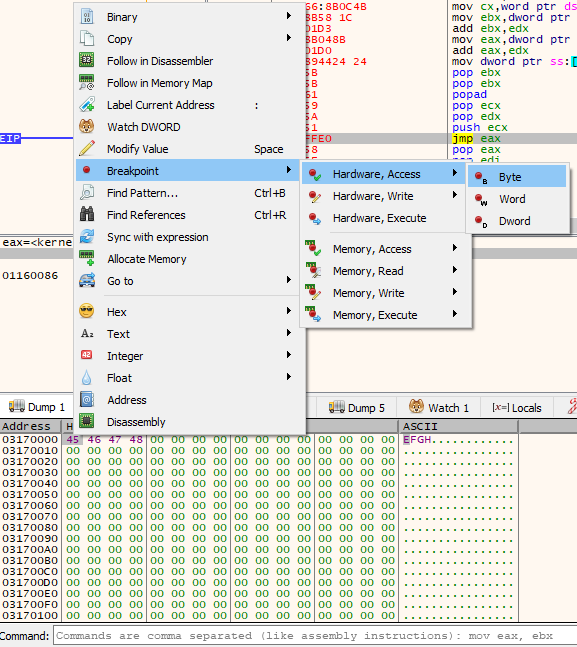 Binary
Copy
Follow in Disassembler
Follow in Memory Map
Label Current Address :
Watch DWORD
Modify Value Space
Breakpoint
Find Pattern... Ctrl+B
Find References Ctrl+R
Sync with expression
Allocate Memory
Go to
Hex
Text
Integer
Float
Address
Disassembly
Hardware, Access
Hardware, Write
Hardware, Execute
Memory, Access
Memory, Read
Memory, Write
Memory, Execute
Byte
Word
Dword
66:8B0C4B mov cx,word ptr ds
8B58 1C mov ebx,dword ptr
01D3 add ebx,edx
8B048B mov eax,dword ptr
01D0 add eax,edx
894424 24 mov dword ptr ss:[
5B pop ebx
5B pop ebx
61 popad
59 pop ecx
5A pop edx
51 push ecx
EIP FFE0 jmp eax
58 pop eax
pop edi
eax=<kerne
01160086
Dump 1 Dump 5 Watch 1 [x=] Locals
Address H ASCII
03170000 45 46 47 48 00 00 00 00 00 00 00 00 00 00 00 00 EFGH............
03170010 00 00 00 00 00 00 00 00 00 00 00 00 00 00 00 00 ................
03170020 00 00 00 00 00 00 00 00 00 00 00 00 00 00 00 00 ................
03170030 00 00 00 00 00 00 00 00 00 00 00 00 00 00 00 00 ................
03170040 00 00 00 00 00 00 00 00 00 00 00 00 00 00 00 00 ................
03170050 00 00 00 00 00 00 00 00 00 00 00 00 00 00 00 00 ................
03170060 00 00 00 00 00 00 00 00 00 00 00 00 00 00 00 00 ................
03170070 00 00 00 00 00 00 00 00 00 00 00 00 00 00 00 00 ................
03170080 00 00 00 00 00 00 00 00 00 00 00 00 00 00 00 00 ................
03170090 00 00 00 00 00 00 00 00 00 00 00 00 00 00 00 00 ................
031700A0 00 00 00 00 00 00 00 00 00 00 00 00 00 00 00 00 ................
031700B0 00 00 00 00 00 00 00 00 00 00 00 00 00 00 00 00 ................
031700C0 00 00 00 00 00 00 00 00 00 00 00 00 00 00 00 00 ................
031700D0 00 00 00 00 00 00 00 00 00 00 00 00 00 00 00 00 ................
031700E0 00 00 00 00 00 00 00 00 00 00 00 00 00 00 00 00 ................
031700F0 00 00 00 00 00 00 00 00 00 00 00 00 00 00 00 00 ................
03170100 00 00 00 00 00 00 00 00 00 00 00 00 00 00 00 00 ................
Command: Commands are comma separated (like assembly instructions): mov eax, ebx